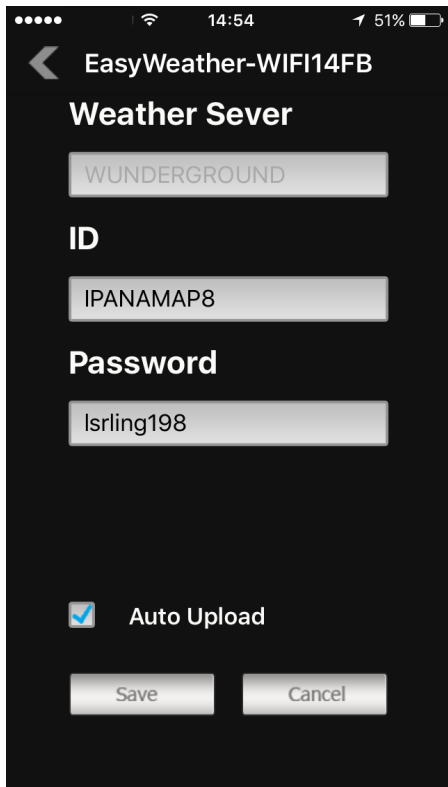 14:54
51%
EasyWeather-WIFI14FB
Weather Sever
WUNDERGROUND
ID
IPANAMAP8
Password
lsrling198
Auto Upload
Save
Cancel